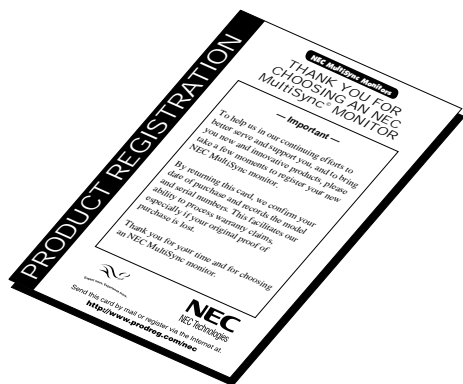 PRODUCT REGISTRATION
NEC MultiSync Monitors
THANK YOU FOR
CHOOSING AN NEC
MultiSync® MONITOR
— Important —
To help us in our continuing efforts to
better serve and support you, and to bring
you new and innovative products, please
take a few moments to register your new
NEC MultiSync monitor.
By returning this card, we confirm your
date of purchase and records the model
and serial numbers. This facilitates our
ability to process warranty claims,
especially if your original proof of
purchase is lost.
Thank you for your time and for choosing
an NEC MultiSync monitor.
NEC
NEC Technologies
Send this card by mail or register via the Internet at.
http://www.prodreg.com/nec